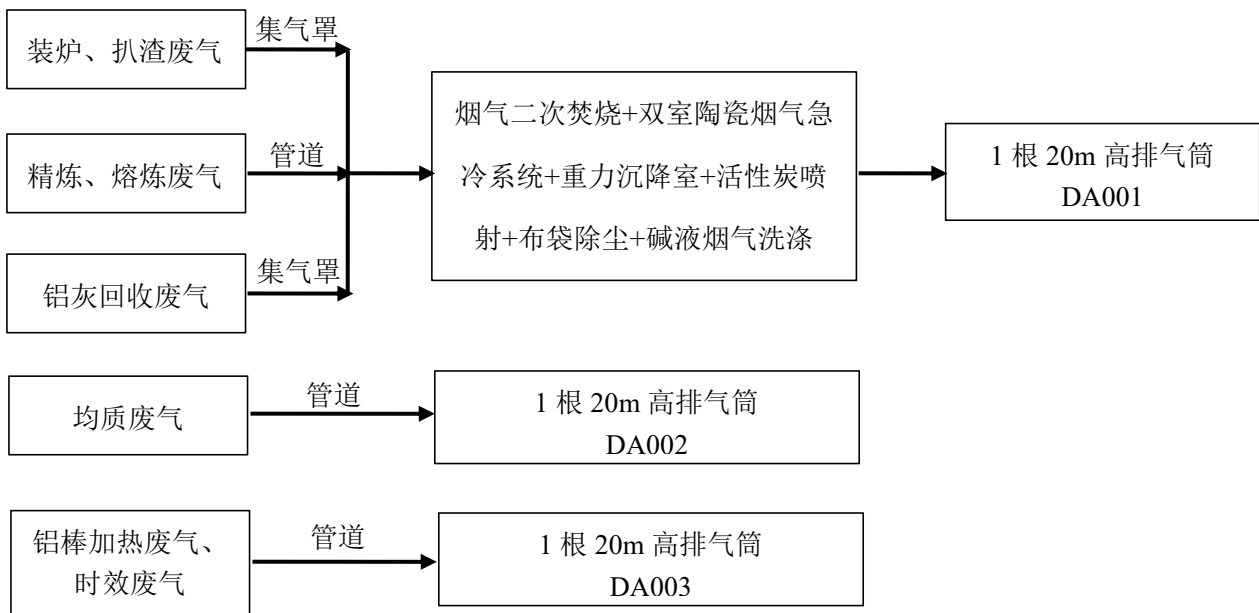 装炉、扒渣废气
集气罩
精炼、熔炼废气
管道
铝灰回收废气
集气罩
烟气二次焚烧+双室陶瓷烟气急
冷系统+重力沉降室+活性炭喷
射+布袋除尘+碱液烟气洗涤
1 根 20m 高排气筒
DA001
均质废气
管道
1 根 20m 高排气筒
DA002
铝棒加热废气、
时效废气
管道
1 根 20m 高排气筒
DA003